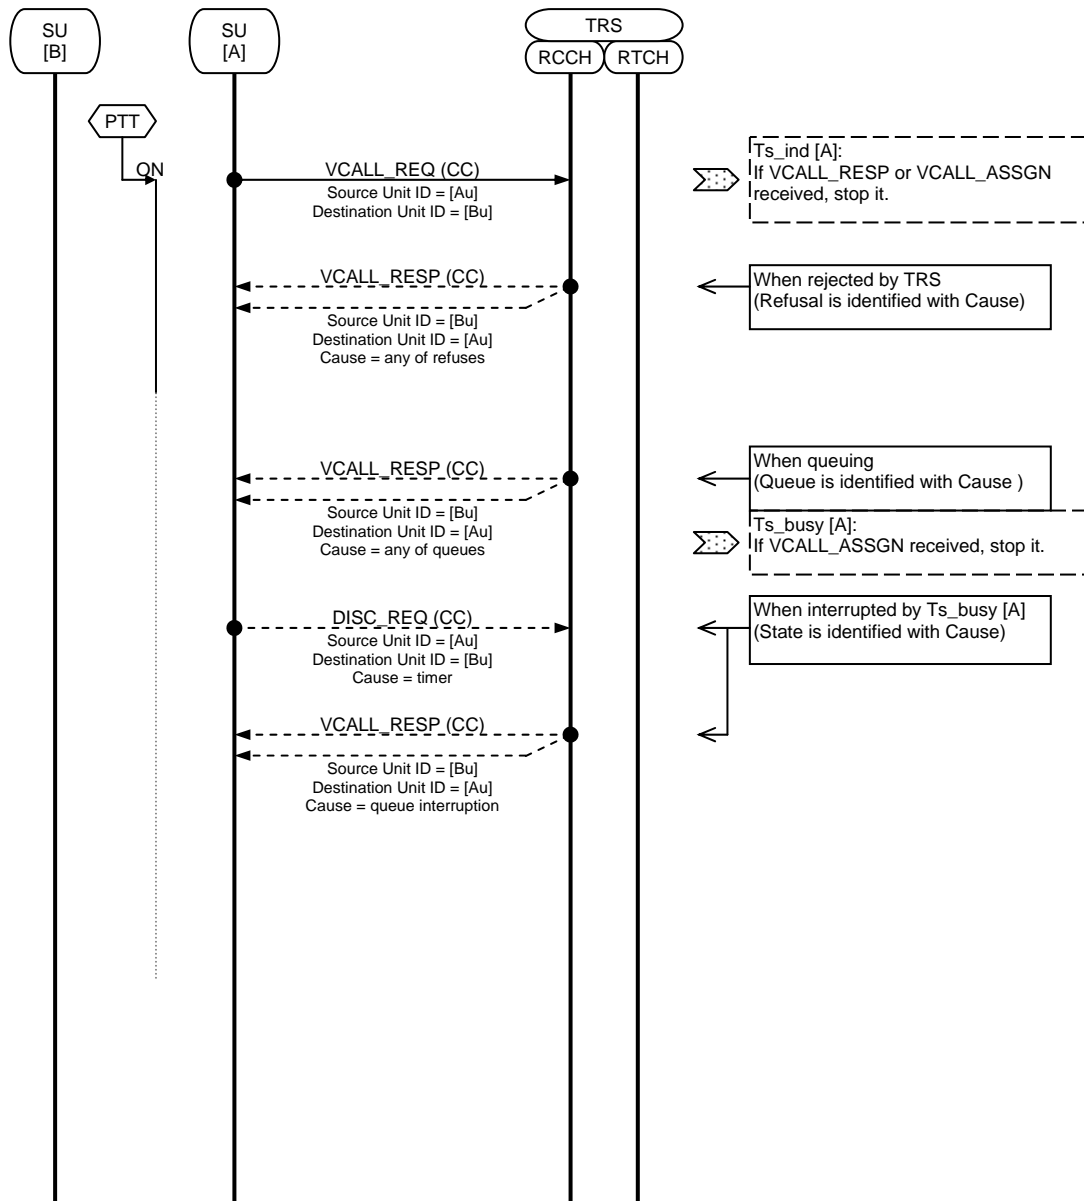 SU
[B]
SU
[A]
TRS
RCCH
RTCH
PTT
ON
VCALL_REQ (CC)
Source Unit ID = [Au]
Destination Unit ID = [Bu]
Ts_ind [A]:
If VCALL_RESP or VCALL_ASSGN
received, stop it.
VCALL_RESP (CC)
Source Unit ID = [Bu]
Destination Unit ID = [Au]
Cause = any of refuses
When rejected by TRS
(Refusal is identified with Cause)
VCALL_RESP (CC)
Source Unit ID = [Bu]
Destination Unit ID = [Au]
Cause = any of queues
When queuing
(Queue is identified with Cause )
Ts_busy [A]:
If VCALL_ASSGN received, stop it.
DISC_REQ (CC)
Source Unit ID = [Au]
Destination Unit ID = [Bu]
Cause = timer
When interrupted by Ts_busy [A]
(State is identified with Cause)
VCALL_RESP (CC)
Source Unit ID = [Bu]
Destination Unit ID = [Au]
Cause = queue interruption